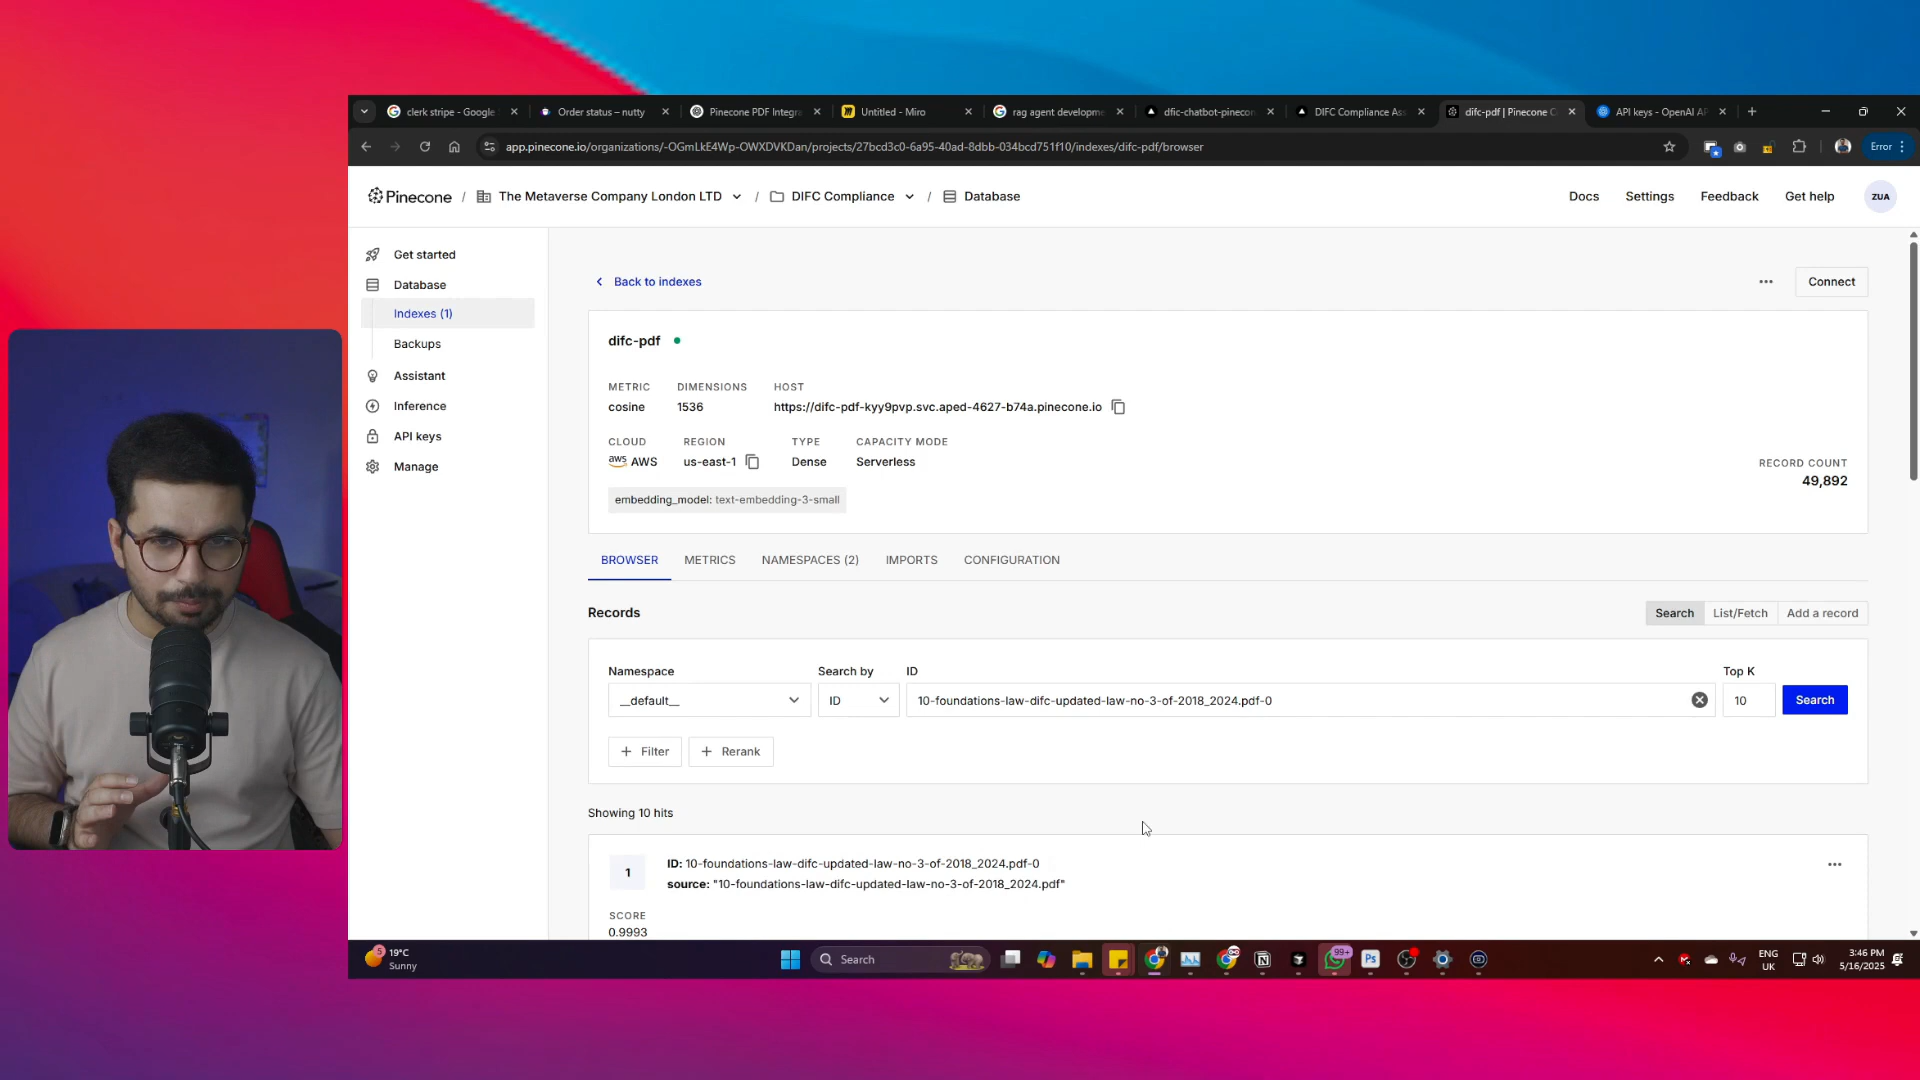 clerk stripe - Google
Order status – nutty
Pinecone PDF Integra
Untitled - Miro
rag agent developme
dfic-chatbot-pinecon
DIFC Compliance Ass
difc-pdf | Pinecone C
API keys - OpenAI AP
app.pinecone.io/organizations/-OGmLkE4Wp-OWXDVKDan/projects/27bcd3c0-6a95-40ad-8dbb-034bcd751f10/indexes/difc-pdf/browser
Error
Pinecone / The Metaverse Company London LTD / DIFC Compliance / Database
Docs Settings Feedback Get help ZUA
Get started
Database
Indexes (1)
Backups
Assistant
Inference
API keys
Manage
Back to indexes
Connect
difc-pdf
METRIC DIMENSIONS HOST
cosine 1536 https://difc-pdf-kyy9pvp.svc.aped-4627-b74a.pinecone.io
CLOUD REGION TYPE CAPACITY MODE
aws AWS us-east-1 Dense Serverless
RECORD COUNT
49,892
embedding_model: text-embedding-3-small
BROWSER METRICS NAMESPACES (2) IMPORTS CONFIGURATION
Records
Search List/Fetch Add a record
Namespace Search by ID Top K
__default__ ID 10-foundations-law-difc-updated-law-no-3-of-2018_2024.pdf-0 10 Search
+ Filter + Rerank
Showing 10 hits
1
ID: 10-foundations-law-difc-updated-law-no-3-of-2018_2024.pdf-0
source: "10-foundations-law-difc-updated-law-no-3-of-2018_2024.pdf"
SCORE
0.9993
5
19°C
Sunny
Search
99+
Ps
ENG
UK
3:46 PM
5/16/2025